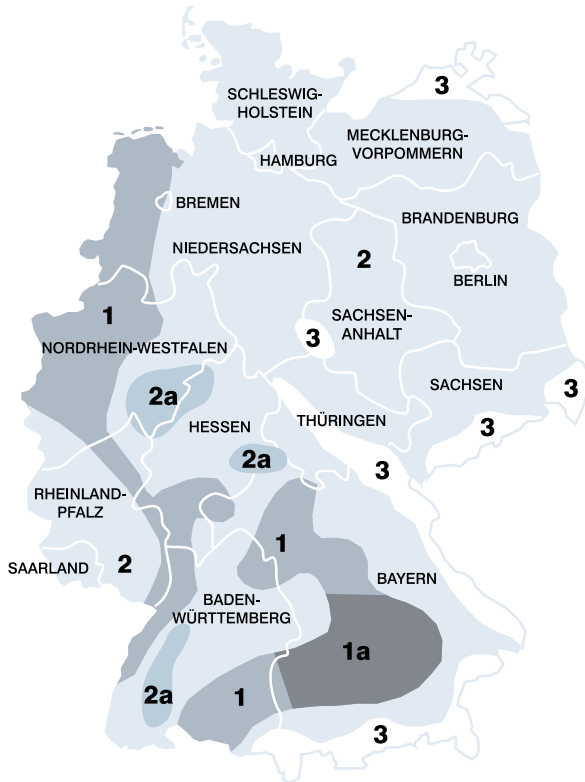 3
SCHLESWIG-
HOLSTEIN
MECKLENBURG-
VORPOMMERN
HAMBURG
BREMEN
BRANDENBURG
NIEDERSACHSEN
2
BERLIN
1
SACHSEN-
ANHALT
3
NORDRHEIN-WESTFALEN
2a
SACHSEN
3
HESSEN
THÜRINGEN
3
2a
3
RHEINLAND-
PFALZ
1
SAARLAND
2
BAYERN
BADEN-
WÜRTTEMBERG
1a
2a
1
3